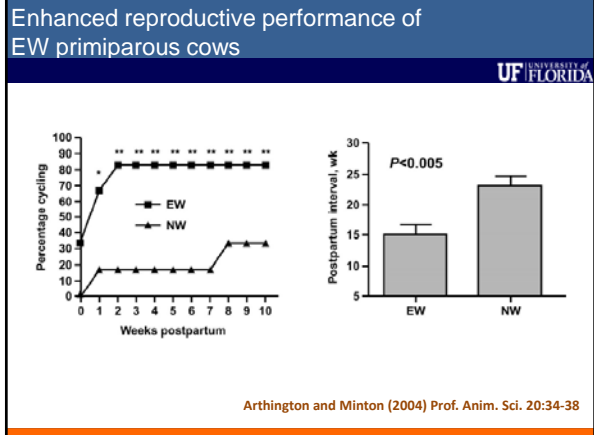 Enhanced reproductive performance of
EW primiparous cows
UF UNIVERSITY of FLORIDA
100
90
80
70
60
50
40
30
20
10
0
Percentage cycling
* ** ** ** ** ** ** ** ** **
EW
NW
0 1 2 3 4 5 6 7 8 9 10
Weeks postpartum
30
25
20
15
10
5
Postpartum interval, wk
P<0.005
EW NW
Arthington and Minton (2004) Prof. Anim. Sci. 20:34-38